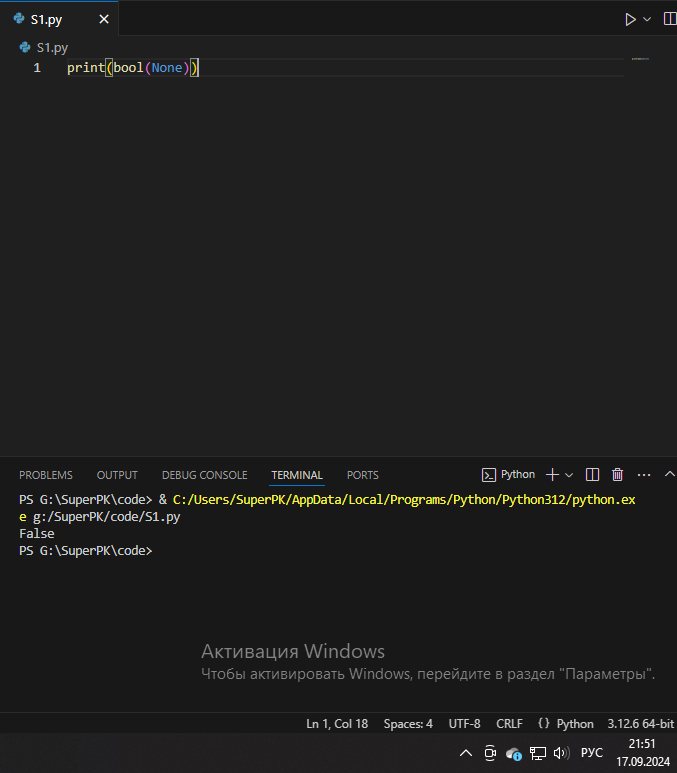 S1.py
S1.py
1 print(bool(None))
PROBLEMS OUTPUT DEBUG CONSOLE TERMINAL PORTS Python
PS G:\SuperPK\code> & C:/Users/SuperPK/AppData/Local/Programs/Python/Python312/python.ex
e g:/SuperPK/code/S1.py
False
PS G:\SuperPK\code>
Активация Windows
Чтобы активировать Windows, перейдите в раздел "Параметры".
Ln 1, Col 18 Spaces: 4 UTF-8 CRLF {} Python 3.12.6 64-bit
РУС 21:51
17.09.2024